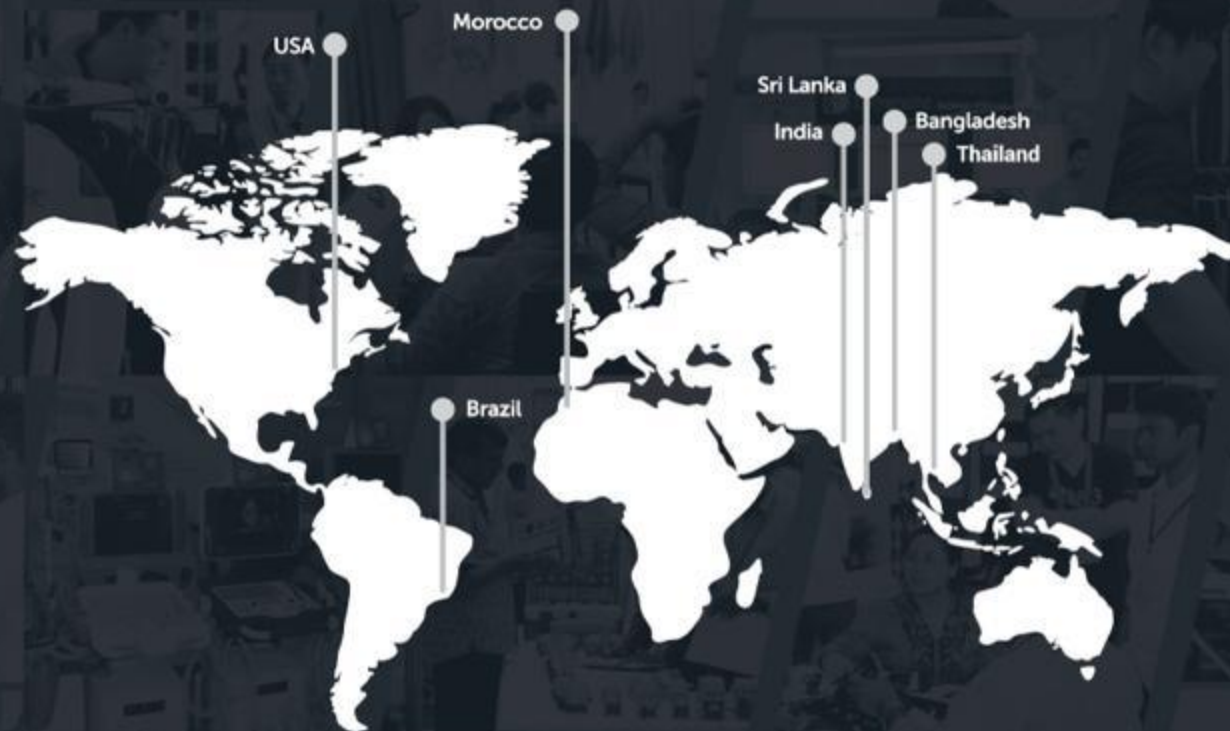 Morocco
USA
Sri Lanka
Bangladesh
India
Thailand
Brazil